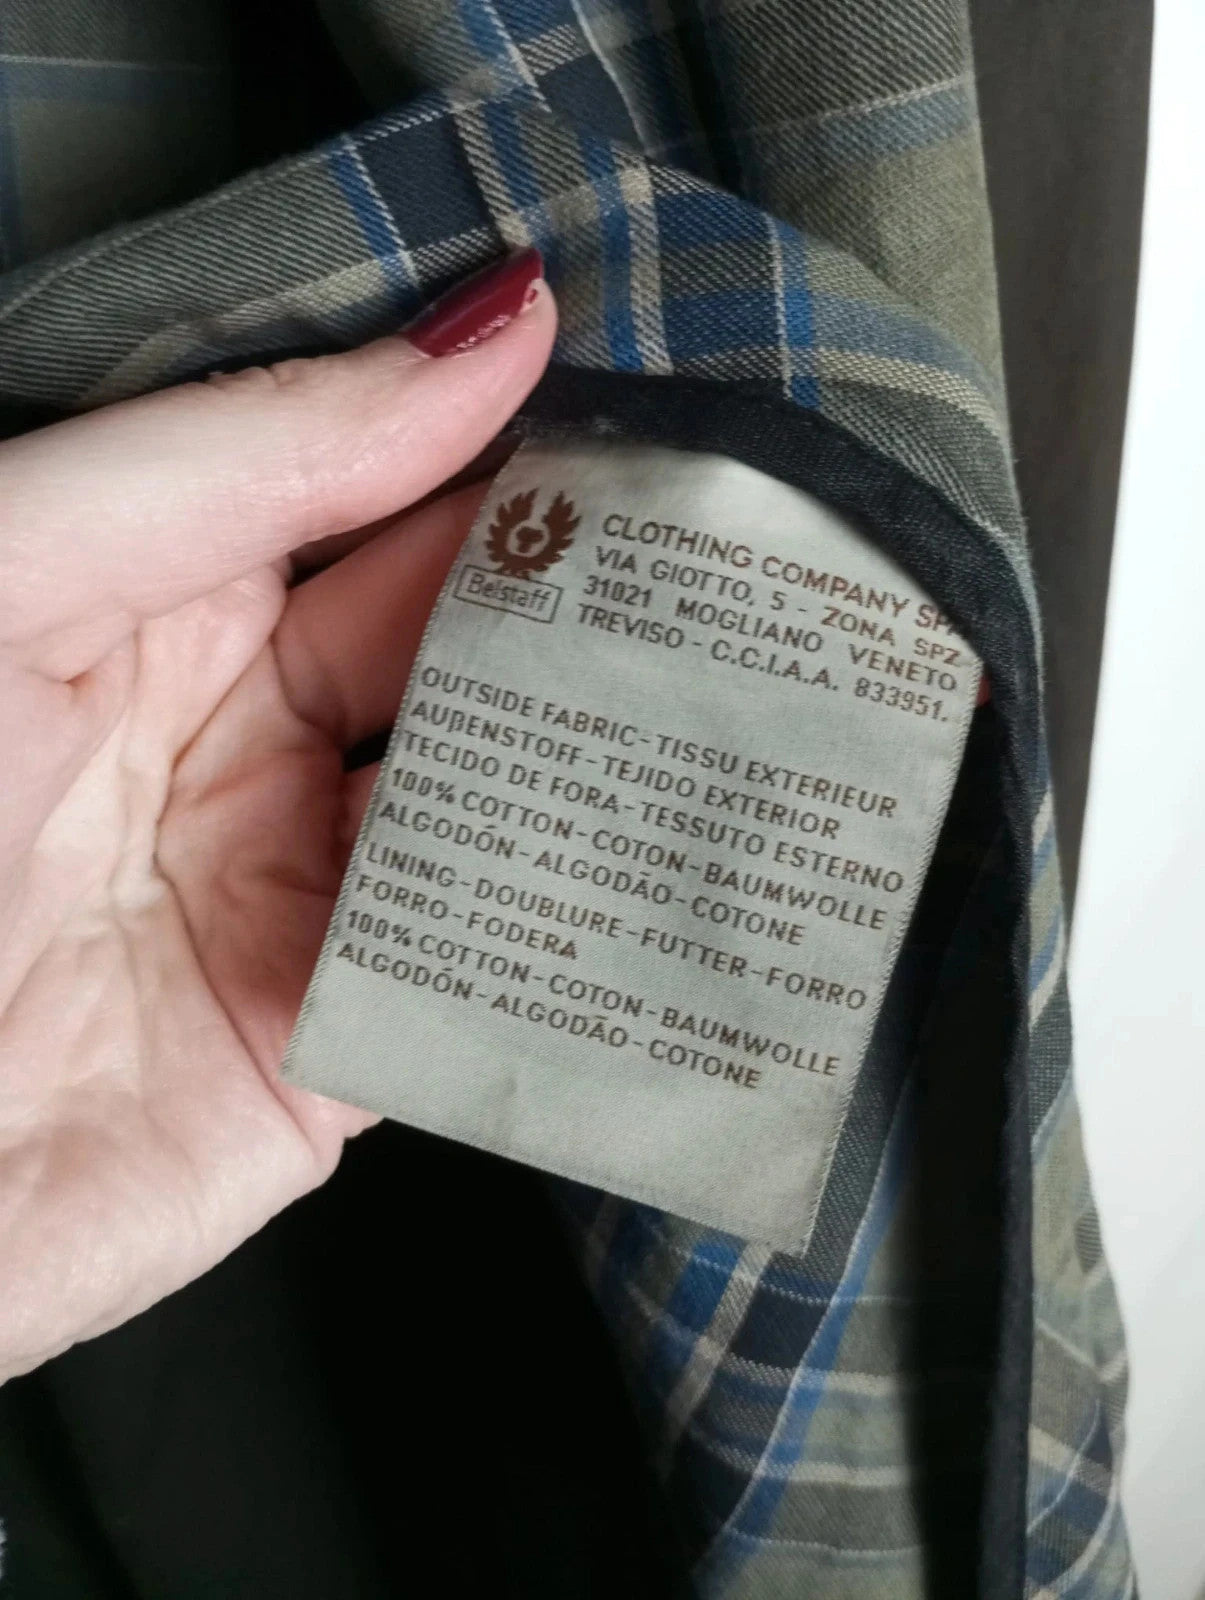 Belstaff
CLOTHING COMPANY SPA
VIA GIOTTO, 5 - ZONA SPZ
31021 MOGLIANO VENETO
TREVISO - C.C.I.A.A. 833951.
OUTSIDE FABRIC-TISSU EXTERIEUR
AUßENSTOFF-TEJIDO EXTERIOR
TECIDO DE FORA-TESSUTO ESTERNO
100% COTTON-COTON-BAUMWOLLE
ALGODÓN-ALGODÃO-COTONE
LINING-DOUBLURE-FUTTER-FORRO
FORRO-FODERA
100% COTTON-COTON-BAUMWOLLE
ALGODÓN-ALGODÃO-COTONE